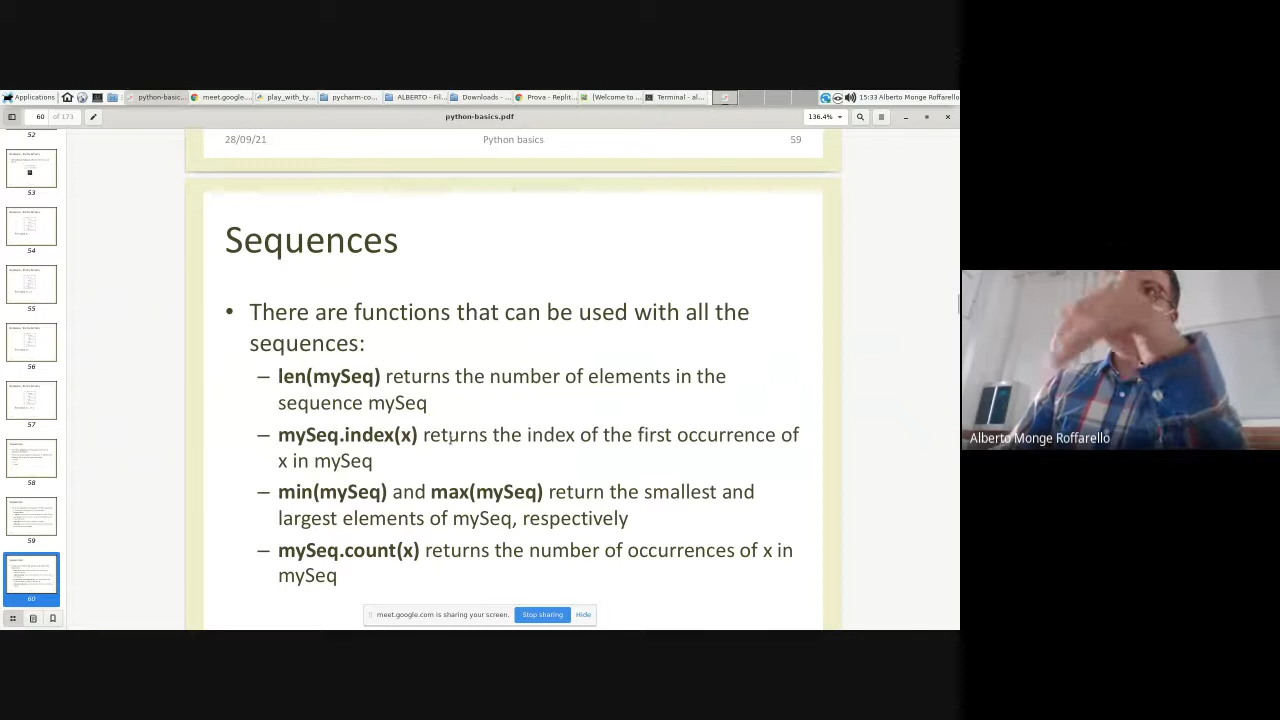 Applications
python-basic...
meet.google....
play_with_ty...
pycharm-co...
ALBERTO - Fil...
Downloads - ...
Prova - Replit...
[Welcome to ...
Terminal - al...
15:33 Alberto Monge Roffarello
60 of 173
python-basics.pdf
136.4%
52
53
54
55
56
57
58
59
60
28/09/21 Python basics 59
Sequences
• There are functions that can be used with all the
sequences:
– len(mySeq) returns the number of elements in the
sequence mySeq
– mySeq.index(x) returns the index of the first occurrence of
x in mySeq
– min(mySeq) and max(mySeq) return the smallest and
largest elements of mySeq, respectively
– mySeq.count(x) returns the number of occurrences of x in
mySeq
meet.google.com is sharing your screen. Stop sharing Hide
Alberto Monge Roffarello